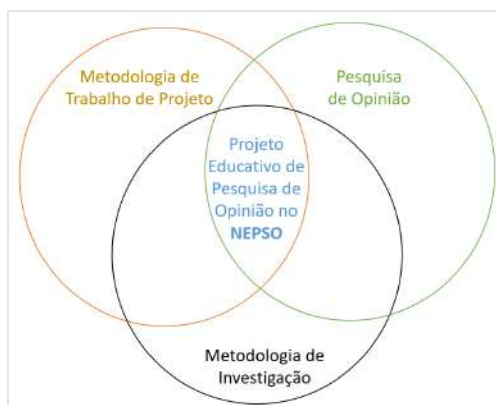 Metodologia de
Trabalho de Projeto
Pesquisa
de Opinião
Projeto
Educativo de
Pesquisa de
Opinião no
NEPSO
Metodologia de
Investigação